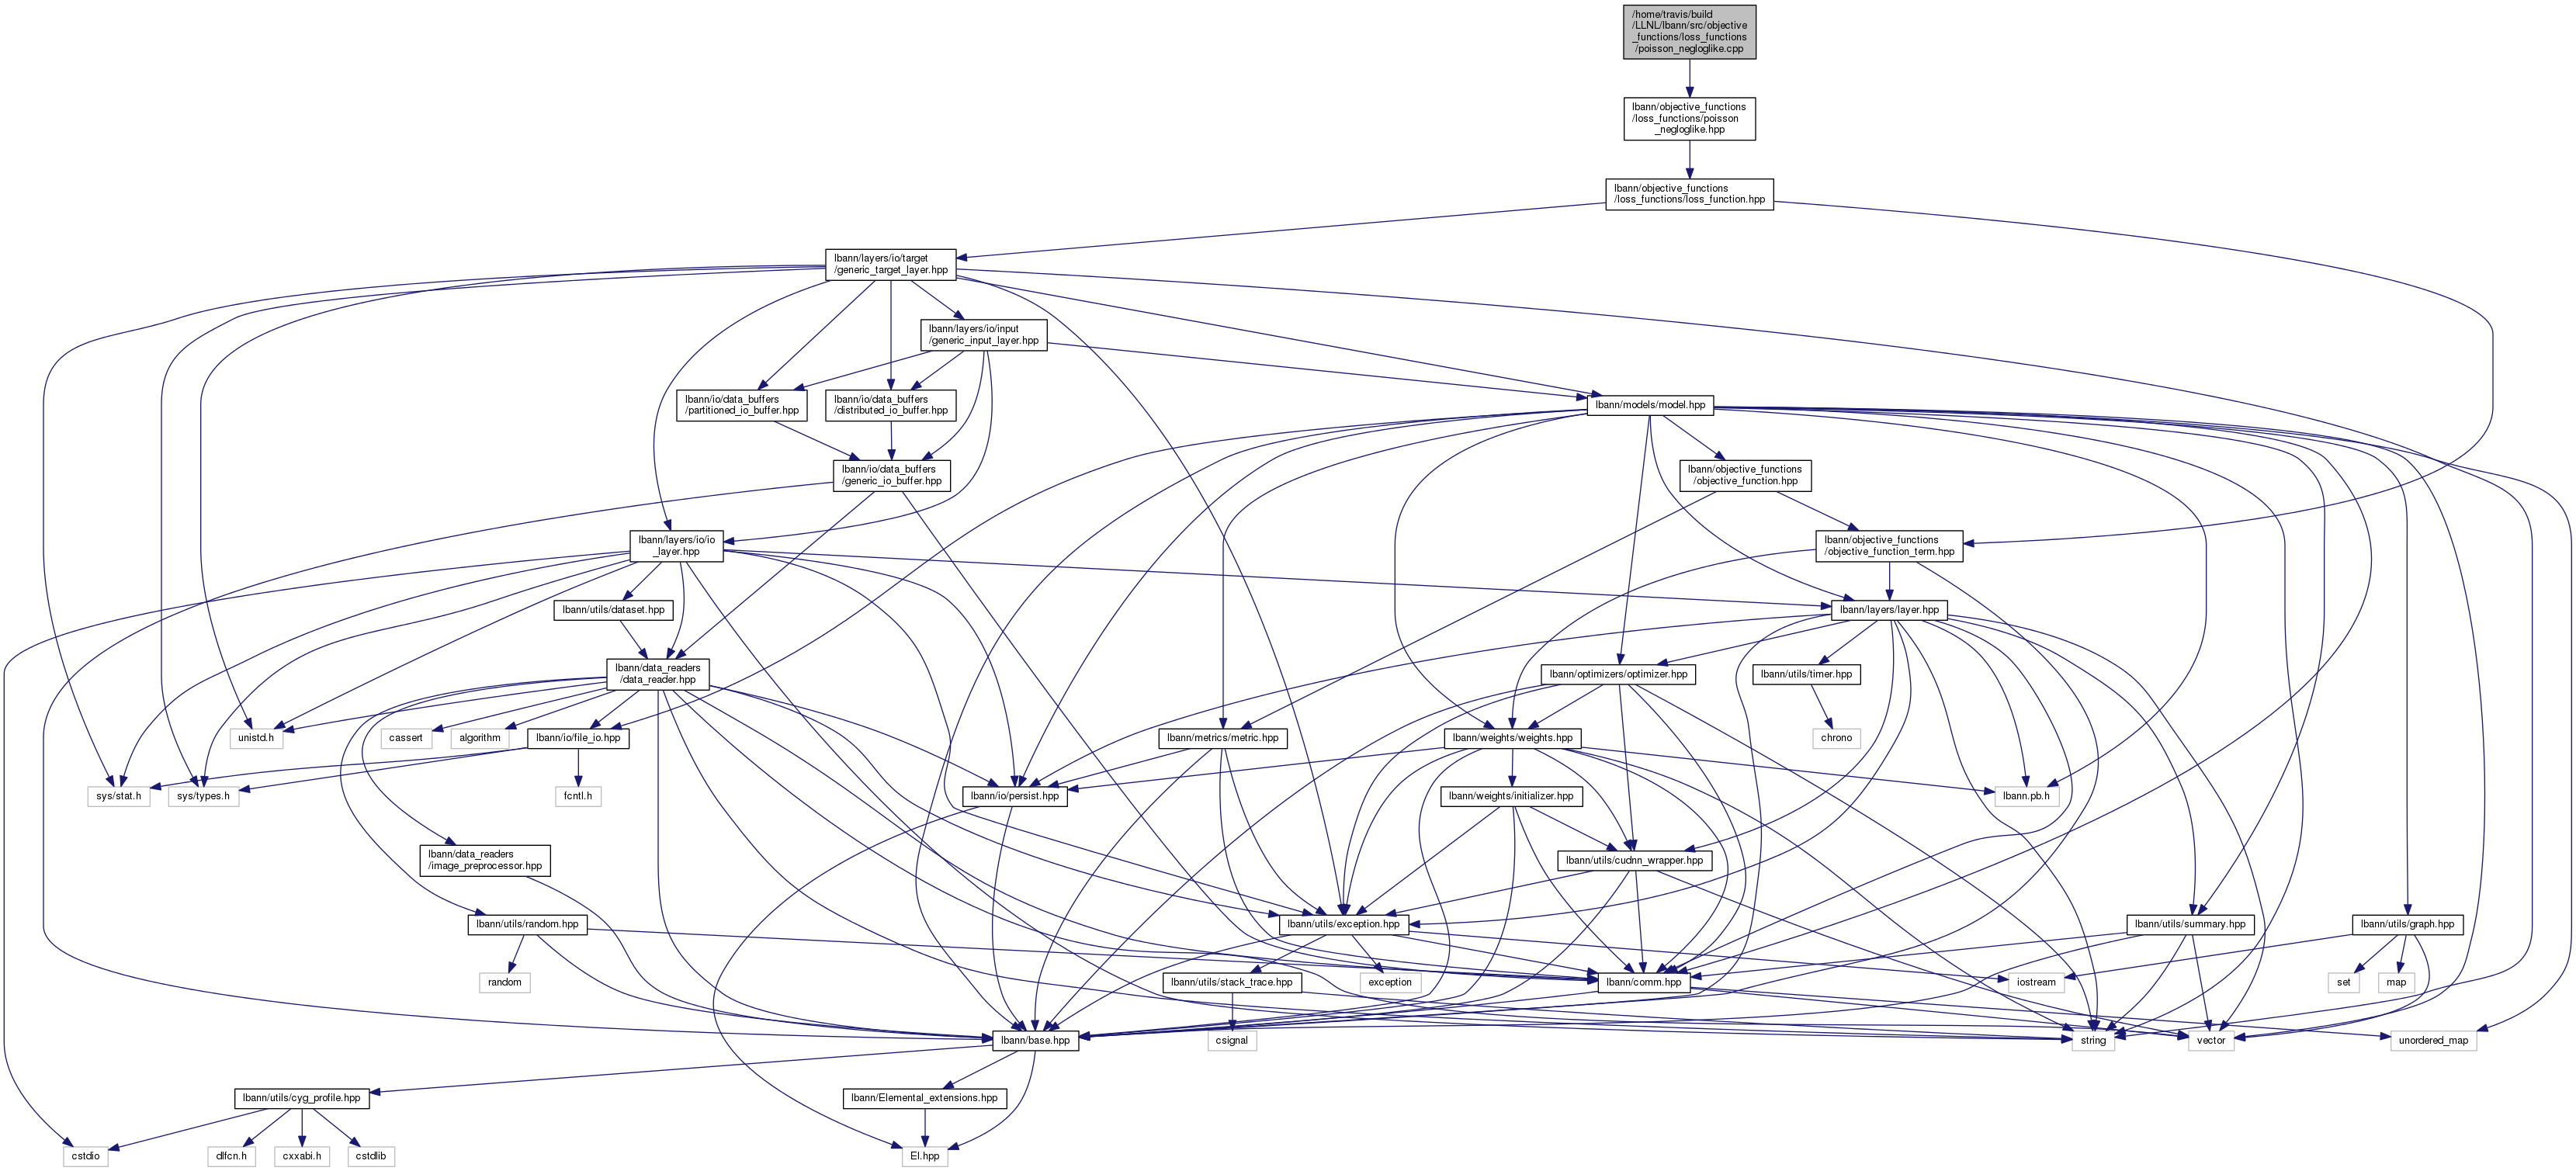 /home/travis/build
/LLNL/lbann/src/objective
_functions/loss_functions
/poisson_negloglike.cpp
lbann/objective_functions
/loss_functions/poisson
_negloglike.hpp
lbann/objective_functions
/loss_functions/loss_function.hpp
lbann/layers/io/target
/generic_target_layer.hpp
lbann/layers/io/input
/generic_input_layer.hpp
lbann/io/data_buffers
/partitioned_io_buffer.hpp
lbann/io/data_buffers
/distributed_io_buffer.hpp
lbann/models/model.hpp
lbann/io/data_buffers
/generic_io_buffer.hpp
lbann/objective_functions
/objective_function.hpp
lbann/layers/io/io
_layer.hpp
lbann/objective_functions
/objective_function_term.hpp
lbann/utils/dataset.hpp
lbann/layers/layer.hpp
lbann/data_readers
/data_reader.hpp
lbann/optimizers/optimizer.hpp
lbann/utils/timer.hpp
unistd.h
cassert
algorithm
lbann/io/file_io.hpp
lbann/metrics/metric.hpp
lbann/weights/weights.hpp
chrono
sys/stat.h
sys/types.h
fcntl.h
lbann/io/persist.hpp
lbann/weights/initializer.hpp
lbann.pb.h
lbann/data_readers
/image_preprocessor.hpp
lbann/utils/cudnn_wrapper.hpp
lbann/utils/random.hpp
lbann/utils/exception.hpp
lbann/utils/summary.hpp
lbann/utils/graph.hpp
random
lbann/utils/stack_trace.hpp
exception
lbann/comm.hpp
iostream
set
map
lbann/base.hpp
csignal
string
vector
unordered_map
lbann/utils/cyg_profile.hpp
lbann/Elemental_extensions.hpp
cstdio
dlfcn.h
cxxabi.h
cstdlib
El.hpp